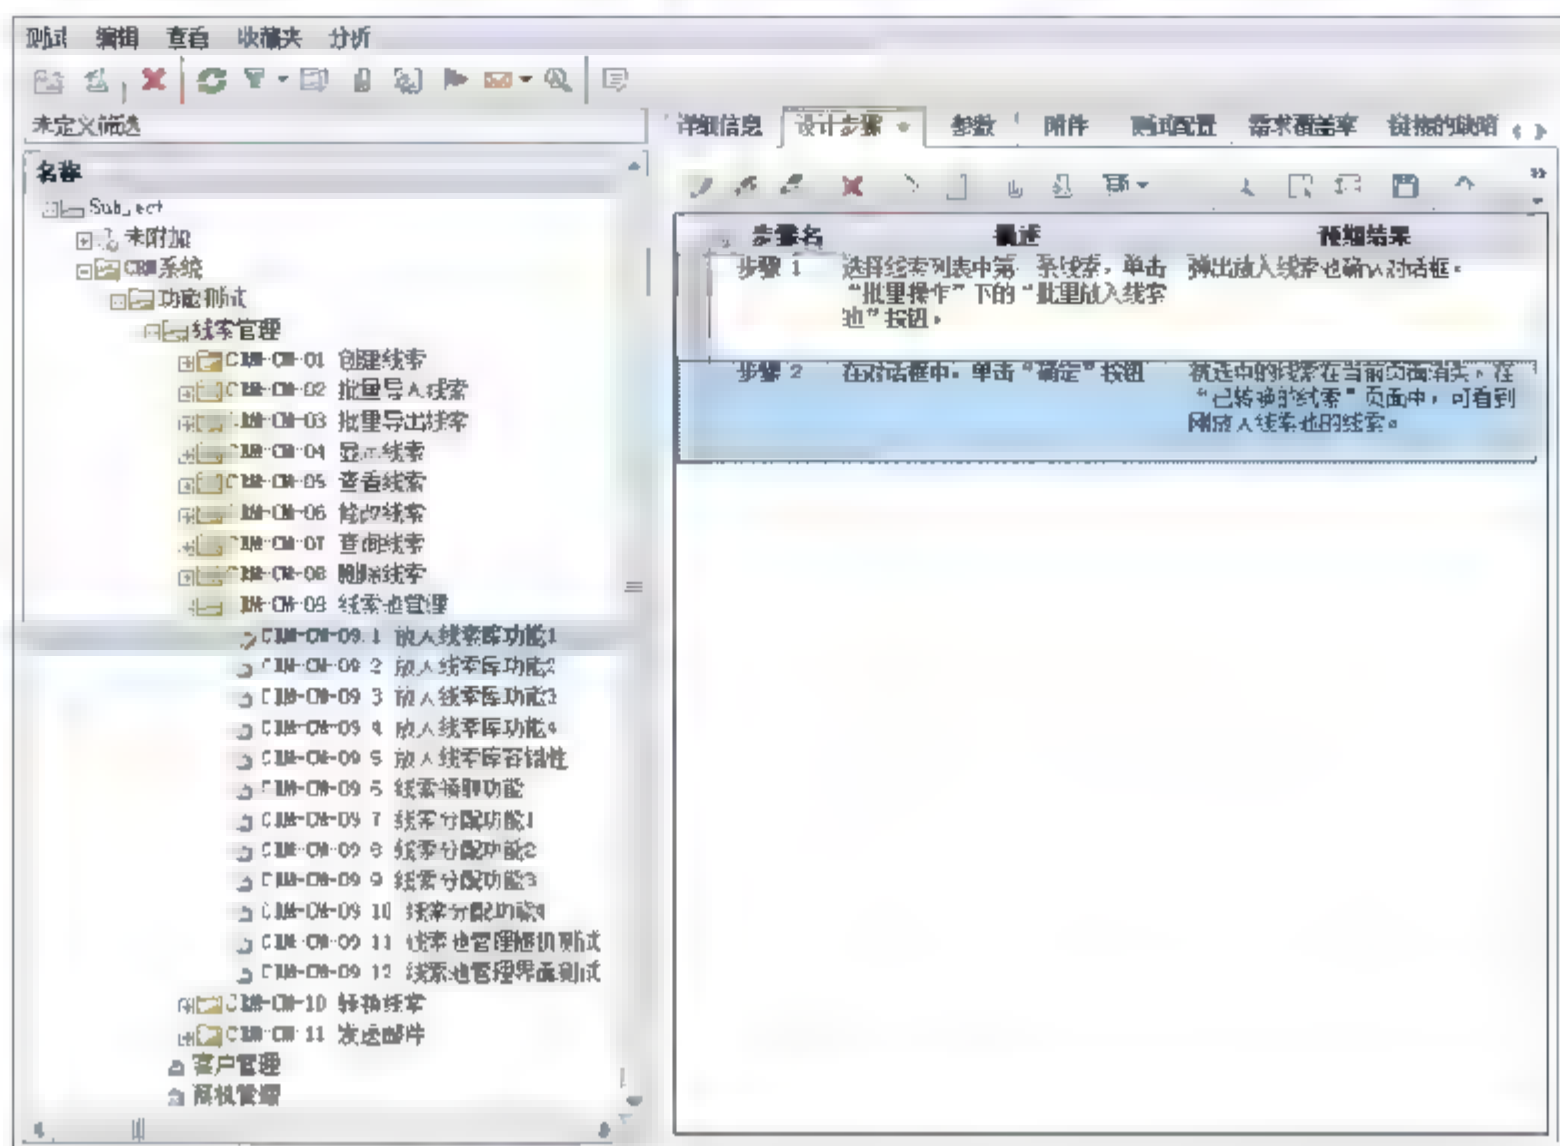 测试 编辑 查看 收藏夹 分析
未定义筛选
名称
Subject
未附加
CRM系统
功能测试
线索管理
CRM-CM-01 创建线索
CRM-CM-02 批量导入线索
CRM-CM-03 批量导出线索
CRM-CM-04 显示线索
CRM-CM-05 查看线索
CRM-CM-06 修改线索
CRM-CM-07 查询线索
CRM-CM-08 删除线索
CRM-CM-09 线索池管理
CRM-CM-09.1 放入线索库功能1
CRM-CM-09.2 放入线索库功能2
CRM-CM-09.3 放入线索库功能3
CRM-CM-09.4 放入线索库功能4
CRM-CM-09.5 放入线索库容错性
CRM-CM-09.6 线索领取功能
CRM-CM-09.7 线索分配功能1
CRM-CM-09.8 线索分配功能2
CRM-CM-09.9 线索分配功能3
CRM-CM-09.10 线索分配功能4
CRM-CM-09.11 线索池管理随机测试
CRM-CM-09.12 线索池管理界面测试
CRM-CM-10 转换线索
CRM-CM-11 发送邮件
客户管理
商机管理
详细信息 设计步骤 参数 附件 测试配置 需求覆盖率 链接的缺陷
步骤名 描述 预期结果
步骤 1 选择线索列表中第一条线索，单击 弹出放入线索池确认对话框。
“批量操作”下的“批量放入线索
池”按钮。
步骤 2 在对话框中，单击“确定”按钮 被选中的线索在当前页面消失，在
“已转换的线索”页面中，可看到
刚放入线索池的线索。